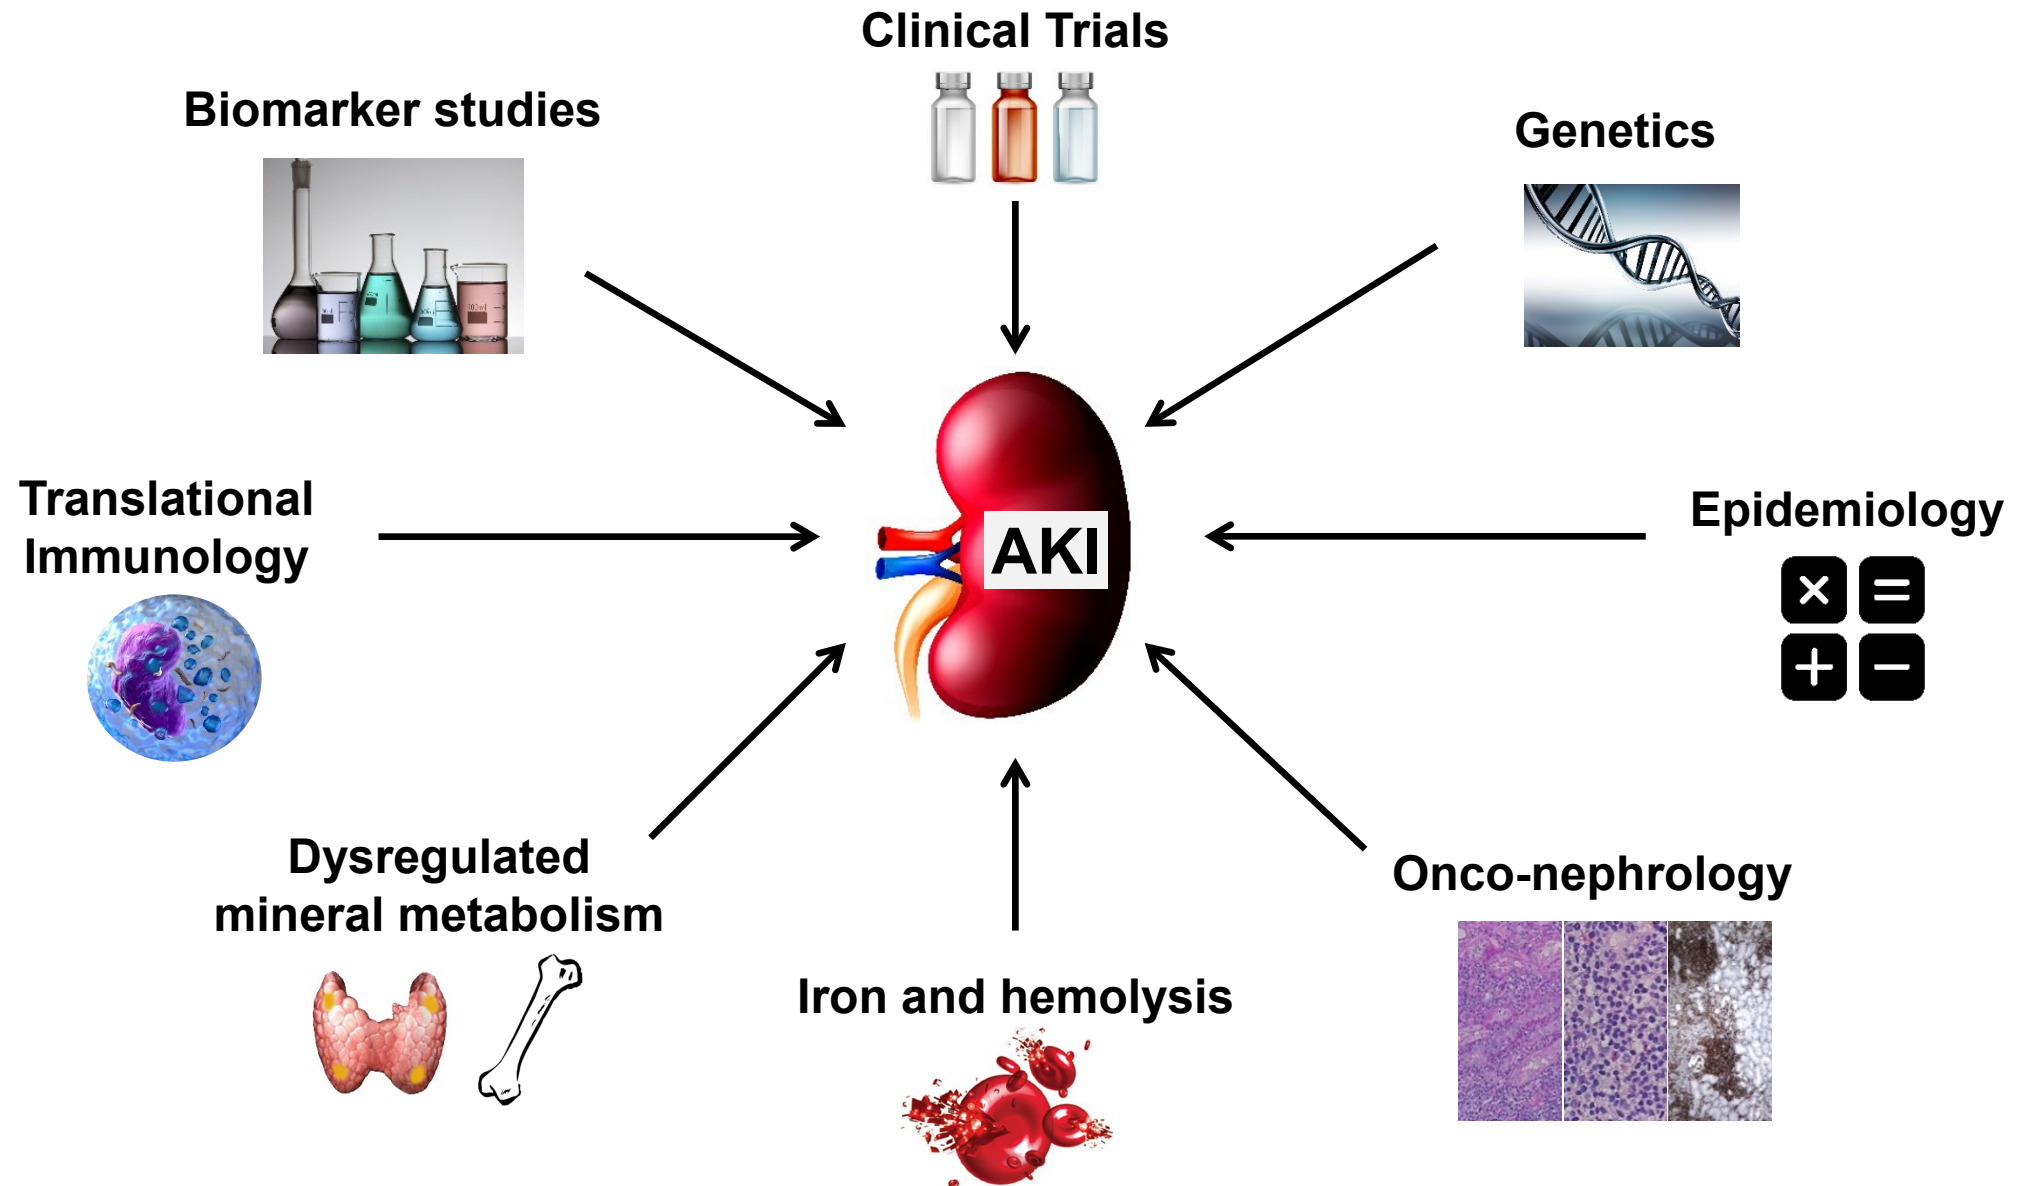 Clinical Trials
Biomarker studies
Genetics
Translational
Immunology
Epidemiology
AKI
Dysregulated
mineral metabolism
Onco-nephrology
Iron and hemolysis